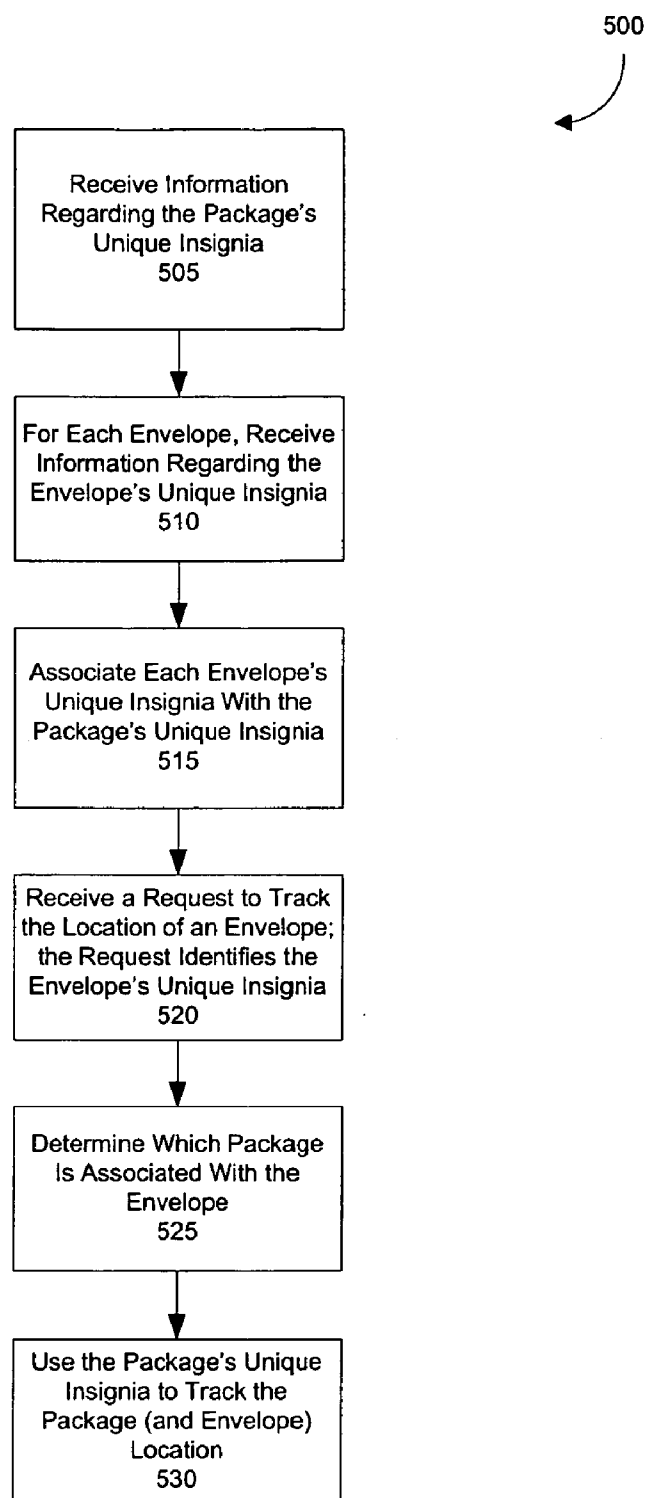 500
Receive Information
Regarding the Package's
Unique Insignia
505
For Each Envelope, Receive
Information Regarding the
Envelope's Unique Insignia
510
Associate Each Envelope's
Unique Insignia With the
Package's Unique Insignia
515
Receive a Request to Track
the Location of an Envelope;
the Request Identifies the
Envelope's Unique Insignia
520
Determine Which Package
Is Associated With the
Envelope
525
Use the Package's Unique
Insignia to Track the
Package (and Envelope)
Location
530